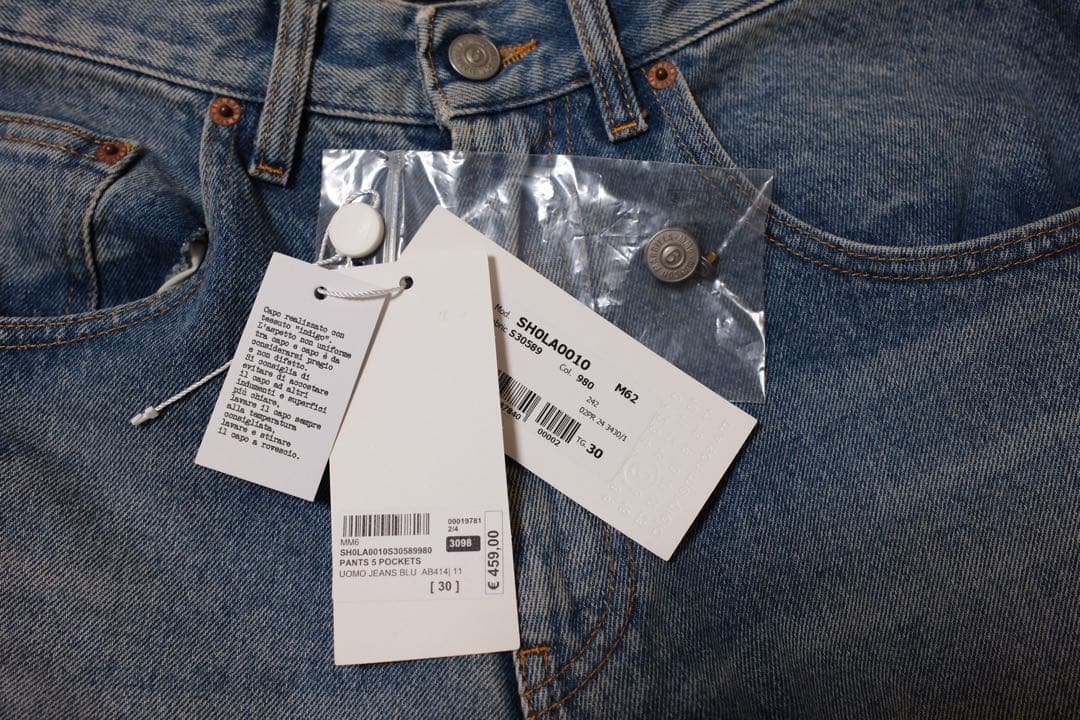 Capo realizzato con
tessuto "indigo".
L'aspetto non uniforme
tra capo e capo è da
considerarsi pregio
e non difetto.
Si consiglia di
evitare di accostare
il capo ad altri
indumenti e superfici
più chiare,
lavare il capo sempre
alla temperatura
consigliata,
lavare e stirare
il capo a rovescio.
Mod. SH0LA0010
S30589
Col. 980 M62
242
02PR 24 3430/1
00002
TG. 30
00019781
2/4
MM6
3098
SH0LA0010S30589980
PANTS 5 POCKETS
UOMO JEANS BLU AB414| 11
[ 30 ]
€ 459,00